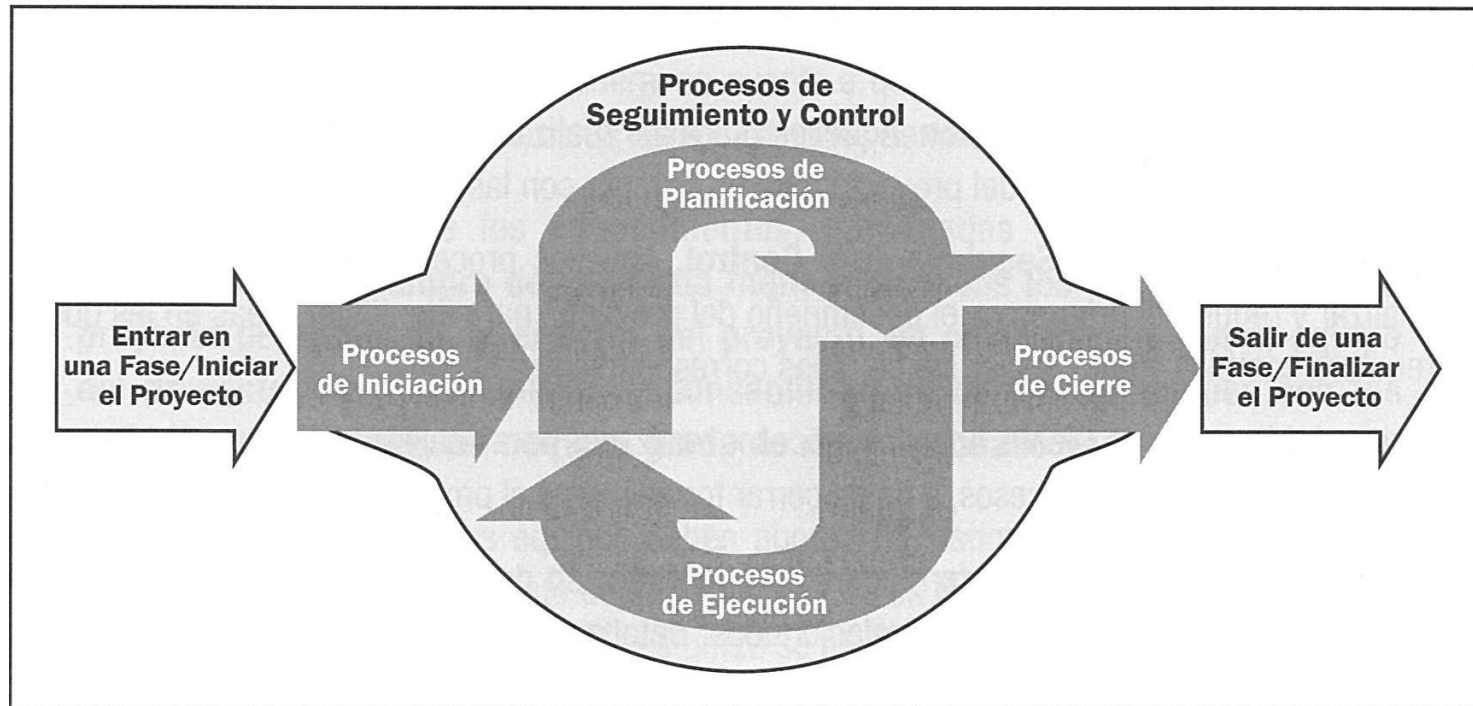 Procesos de
Seguimiento y Control
Procesos de
Planificación
Entrar en
una Fase/Iniciar
el Proyecto
Procesos
de Iniciación
Procesos
de Cierre
Salir de una
Fase/Finalizar
el Proyecto
Procesos
de Ejecución